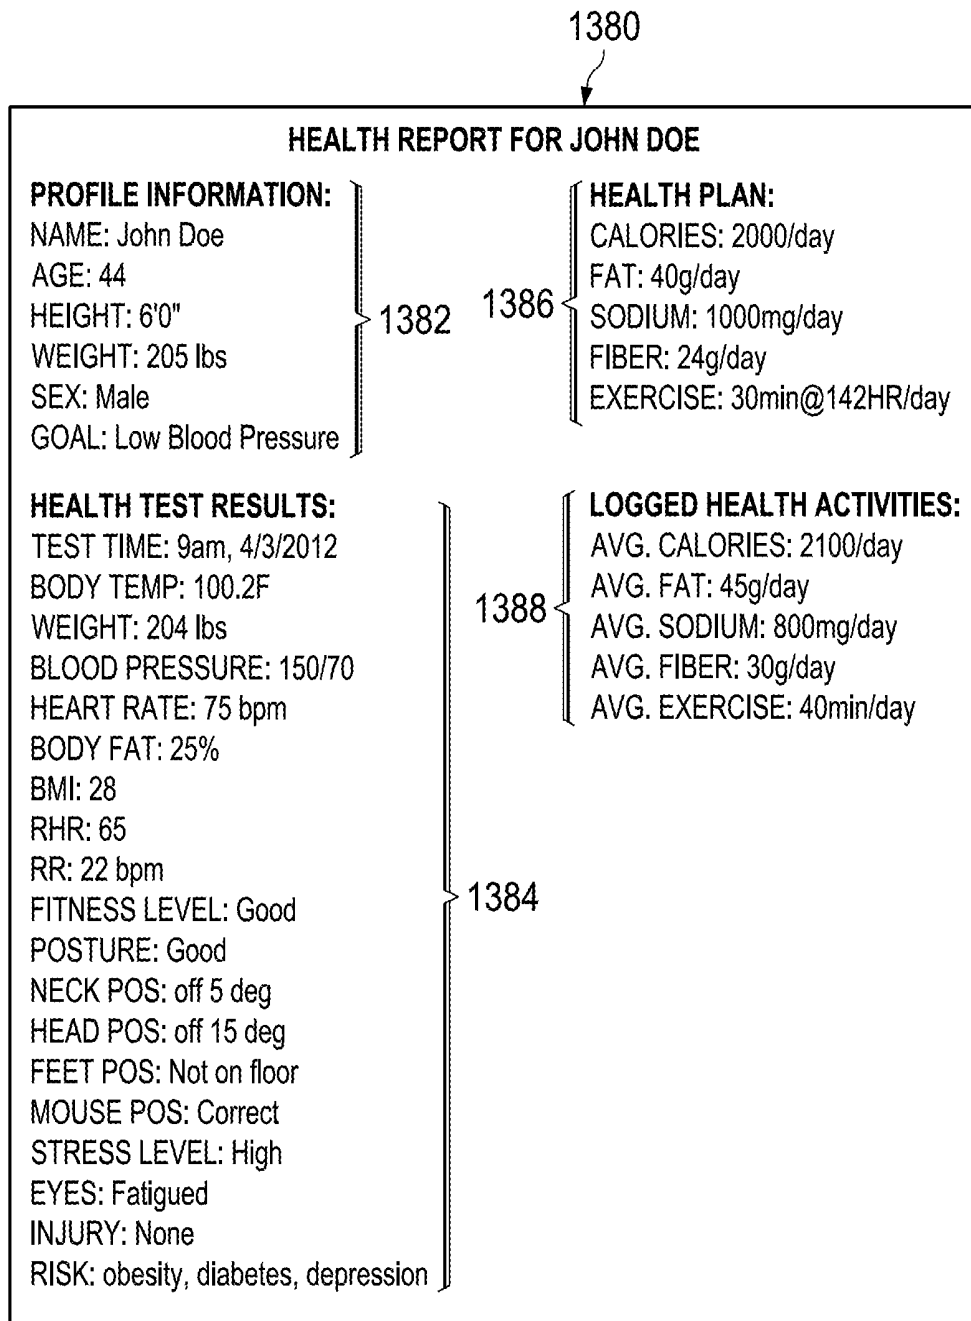 1380
HEALTH REPORT FOR JOHN DOE
PROFILE INFORMATION:
NAME: John Doe
AGE: 44
HEIGHT: 6'0"
WEIGHT: 205 lbs
SEX: Male
GOAL: Low Blood Pressure
1382
1386
HEALTH PLAN:
CALORIES: 2000/day
FAT: 40g/day
SODIUM: 1000mg/day
FIBER: 24g/day
EXERCISE: 30min@142HR/day
HEALTH TEST RESULTS:
TEST TIME: 9am, 4/3/2012
BODY TEMP: 100.2F
WEIGHT: 204 lbs
BLOOD PRESSURE: 150/70
HEART RATE: 75 bpm
BODY FAT: 25%
BMI: 28
RHR: 65
RR: 22 bpm
FITNESS LEVEL: Good
POSTURE: Good
NECK POS: off 5 deg
HEAD POS: off 15 deg
FEET POS: Not on floor
MOUSE POS: Correct
STRESS LEVEL: High
EYES: Fatigued
INJURY: None
RISK: obesity, diabetes, depression
1384
1388
LOGGED HEALTH ACTIVITIES:
AVG. CALORIES: 2100/day
AVG. FAT: 45g/day
AVG. SODIUM: 800mg/day
AVG. FIBER: 30g/day
AVG. EXERCISE: 40min/day